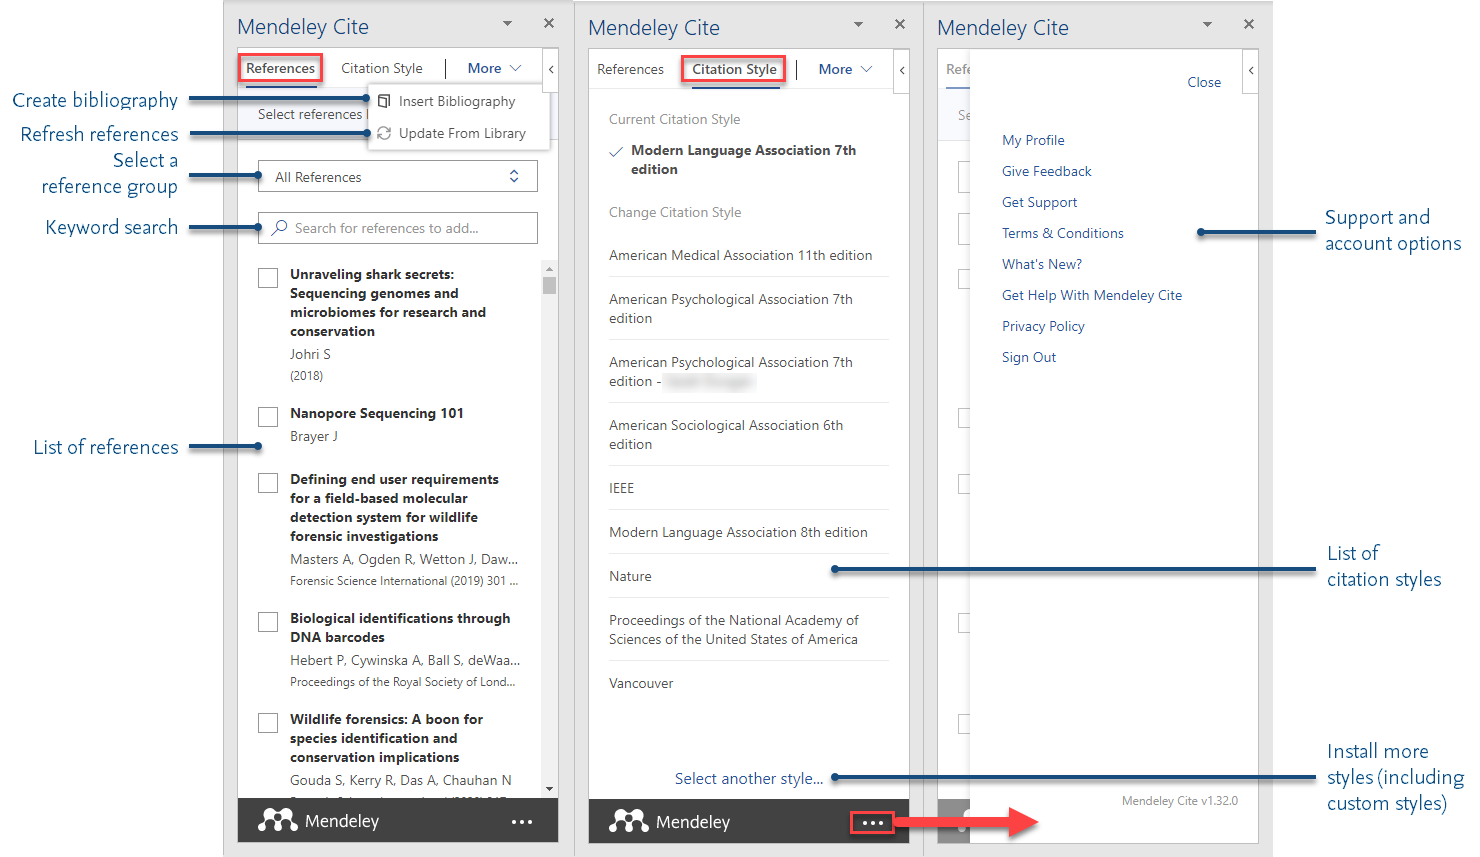 Create bibliography
Refresh references
Select a
reference group
Keyword search
List of references
Mendeley Cite
References
Citation Style
More
Insert Bibliography
Update From Library
Select references
All References
Search for references to add...
Unraveling shark secrets:
Sequencing genomes and
microbiomes for research and
conservation
Johri S
(2018)
Nanopore Sequencing 101
Brayer J
Defining end user requirements
for a field-based molecular
detection system for wildlife
forensic investigations
Masters A, Ogden R, Wetton J, Daw...
Forensic Science International (2019) 301 ...
Biological identifications through
DNA barcodes
Hebert P, Cywinska A, Ball S, deWaa...
Proceedings of the Royal Society of Lond...
Wildlife forensics: A boon for
species identification and
conservation implications
Gouda S, Kerry R, Das A, Chauhan N
Mendeley
Mendeley Cite
References
Citation Style
More
Current Citation Style
Modern Language Association 7th
edition
Change Citation Style
American Medical Association 11th edition
American Psychological Association 7th
edition
American Psychological Association 7th
edition -
American Sociological Association 6th
edition
IEEE
Modern Language Association 8th edition
Nature
Proceedings of the National Academy of
Sciences of the United States of America
Vancouver
Select another style...
Mendeley
Mendeley Cite
Refe
Se
Close
My Profile
Give Feedback
Get Support
Terms & Conditions
What's New?
Get Help With Mendeley Cite
Privacy Policy
Sign Out
Mendeley Cite v1.32.0
Support and
account options
List of
citation styles
Install more
styles (including
custom styles)